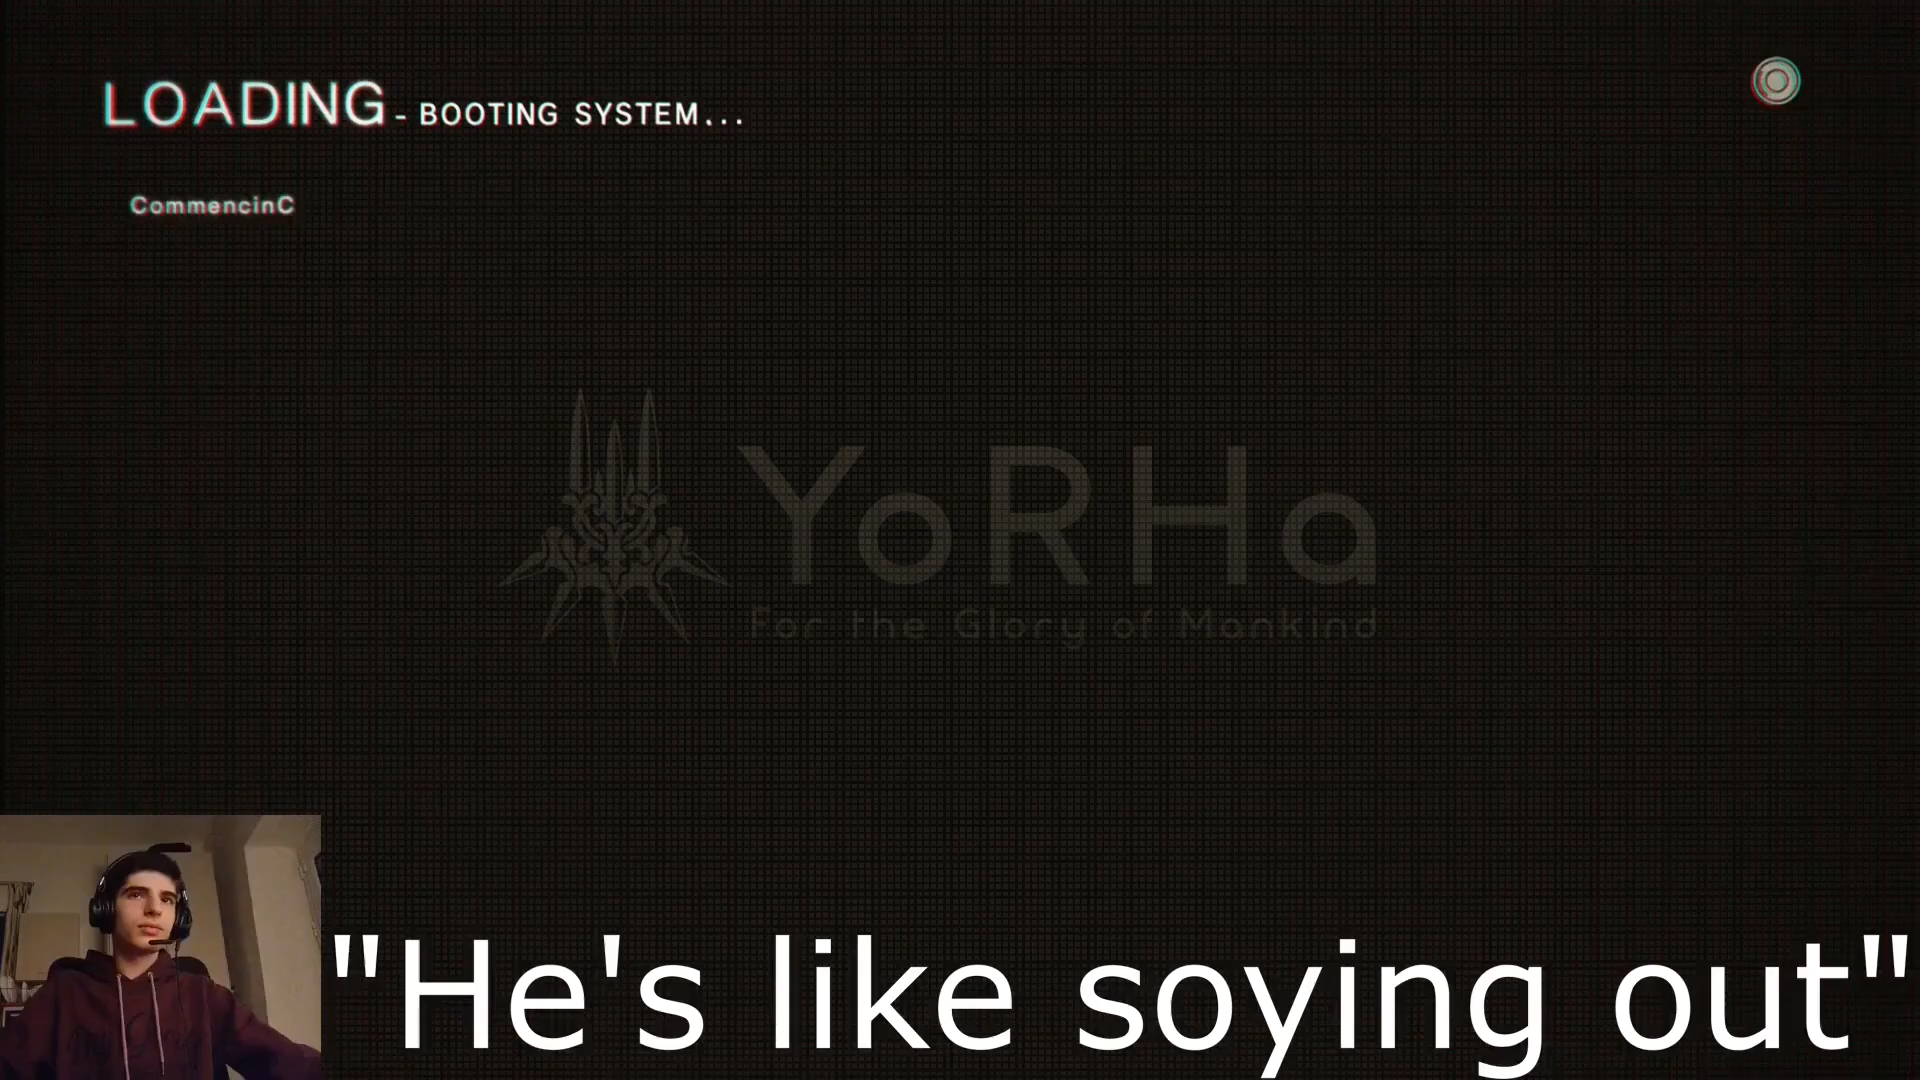 LOADING - BOOTING SYSTEM...
CommencinC
YoRHa
For the Glory of Mankind
"He's like soying out"